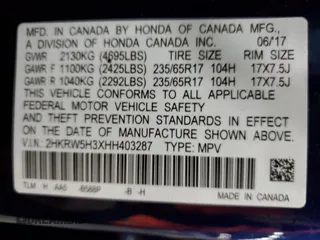 MFD. IN CANADA BY HONDA OF CANADA MFG.,
A DIVISION OF HONDA CANADA INC. 06/17
GVWR 2130KG (4695LBS) TIRE SIZE RIM SIZE
GAWR F 1100KG (2425LBS) 235/65R17 104H 17X7.5J
GAWR R 1040KG (2292LBS) 235/65R17 104H 17X7.5J
THIS VEHICLE CONFORMS TO ALL APPLICABLE
FEDERAL MOTOR VEHICLE SAFETY
AND THEFT PREVENTION STANDARDS IN EFFECT ON
THE DATE OF MANUFACTURE SHOWN ABOVE.
V.I.N.: 2HKRW5H3XHH403287 TYPE: MPV
TLM H AA5 -B588P -B -H
MADE IN
CANADA